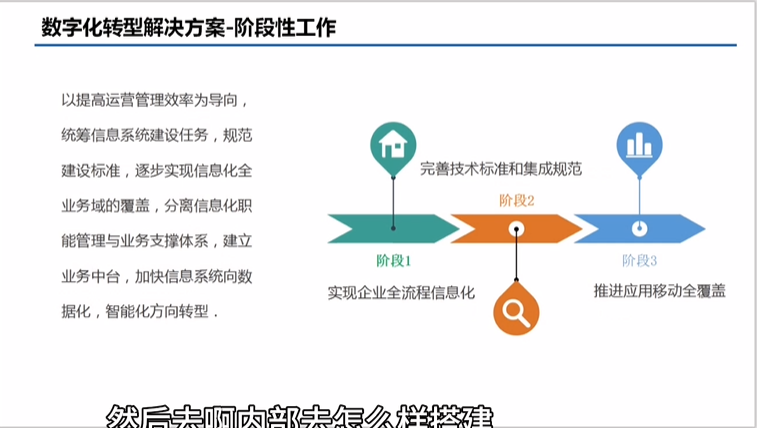 数字化转型解决方案-阶段性工作
以提高运营管理效率为导向，
统筹信息系统建设任务，规范
建设标准，逐步实现信息化全
业务域的覆盖，分离信息化职
能管理与业务支撑体系，建立
业务中台，加快信息系统向数
据化，智能化方向转型．
完善技术标准和集成规范
阶段2
阶段1
阶段3
实现企业全流程信息化
推进应用移动全覆盖
然后去啊内部去怎么样搭建